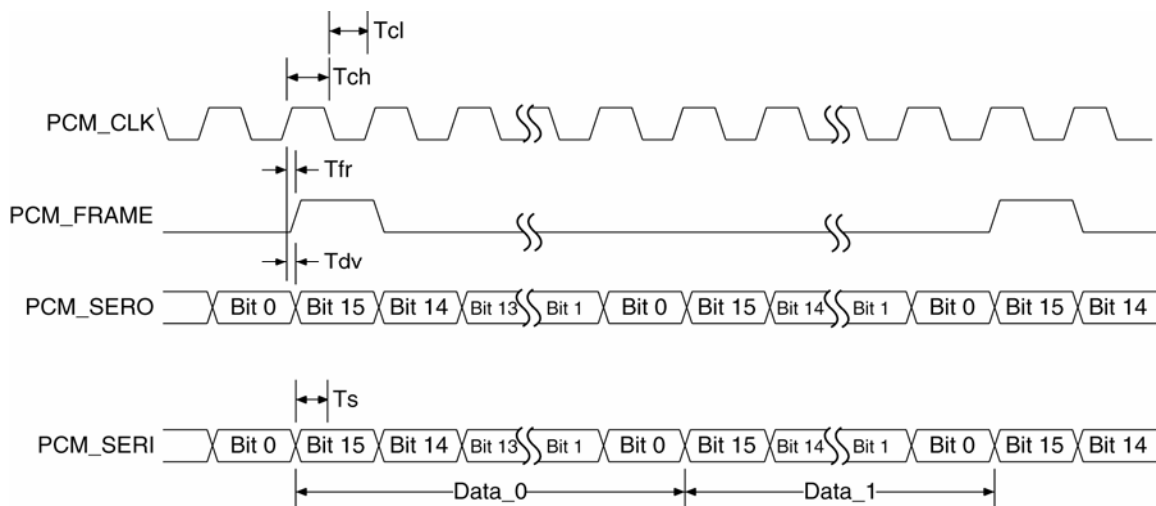 Tcl
Tch
PCM_CLK
Tfr
PCM_FRAME
Tdv
PCM_SERO Bit 0 Bit 15 Bit 14 Bit 13 Bit 1 Bit 0 Bit 15 Bit 14 Bit 1 Bit 0 Bit 15 Bit 14
Ts
PCM_SERI Bit 0 Bit 15 Bit 14 Bit 13 Bit 1 Bit 0 Bit 15 Bit 14 Bit 1 Bit 0 Bit 15 Bit 14
Data_0 Data_1